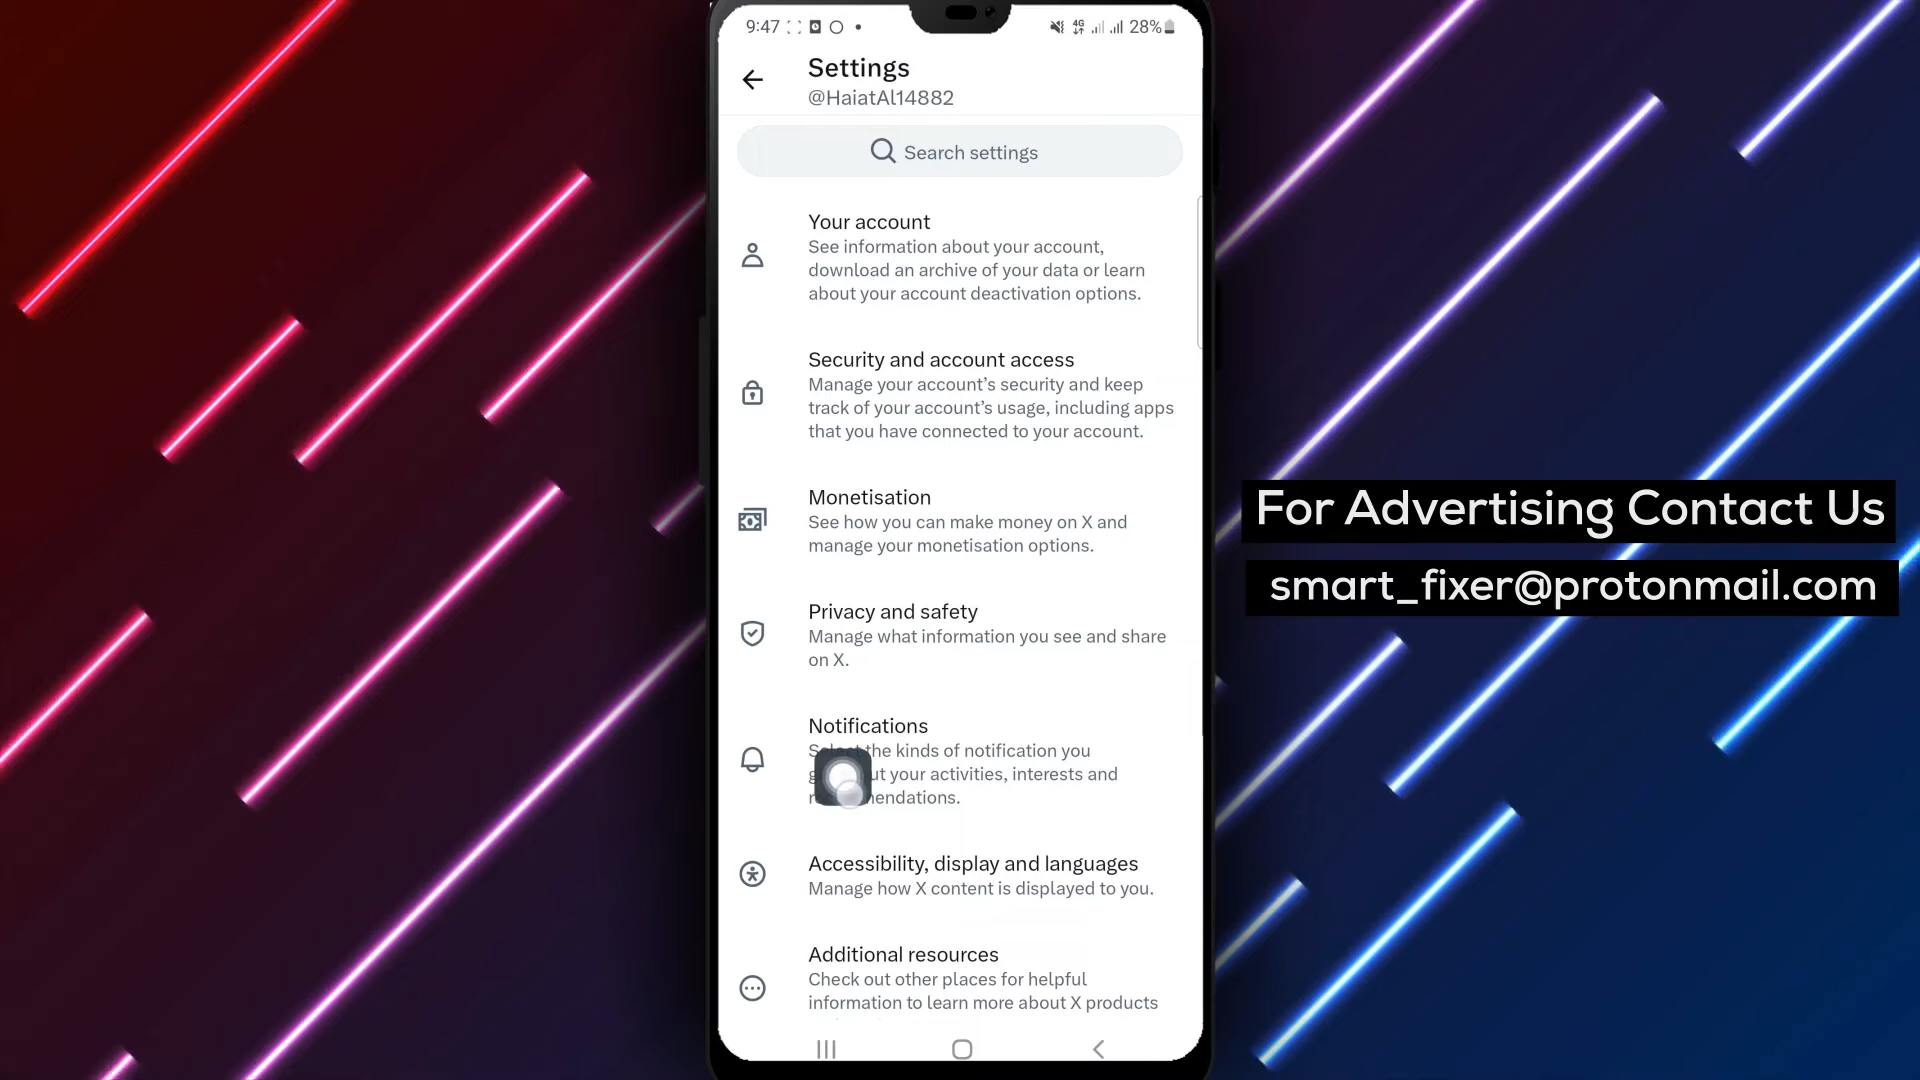 9:47
4G
28%
Settings
@HaiatAl14882
Search settings
Your account
See information about your account,
download an archive of your data or learn
about your account deactivation options.
Security and account access
Manage your account’s security and keep
track of your account’s usage, including apps
that you have connected to your account.
Monetisation
See how you can make money on X and
manage your monetisation options.
Privacy and safety
Manage what information you see and share
on X.
Notifications
the kinds of notification you
your activities, interests and
Accessibility, display and languages
Manage how X content is displayed to you.
Additional resources
Check out other places for helpful
information to learn more about X products
For Advertising Contact Us
smart_fixer@protonmail.com